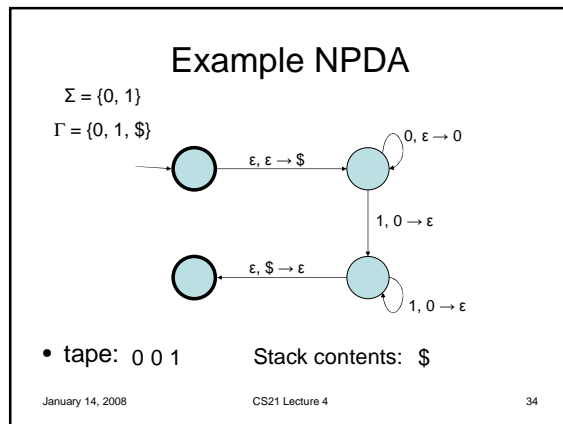 Example NPDA
Σ = {0, 1}
Γ = {0, 1, $}
ε, ε → $
0, ε → 0
1, 0 → ε
ε, $ → ε
1, 0 → ε
• tape: 0 0 1 Stack contents: $
January 14, 2008 CS21 Lecture 4 34